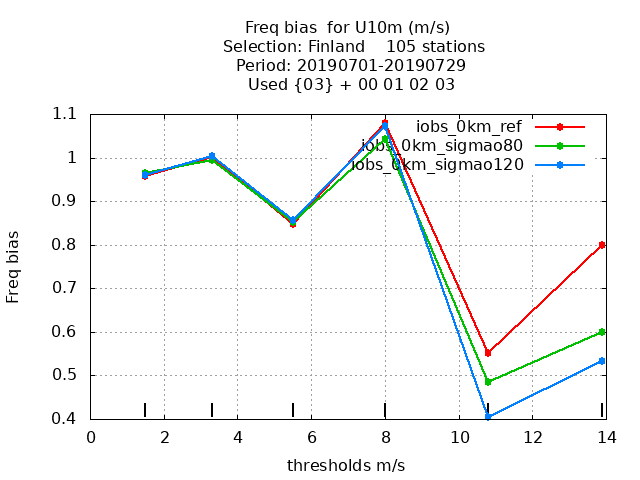 Freq bias  for U10m (m/s)
Selection: Finland    105 stations
Period: 20190701-20190729
Used {03} + 00 01 02 03
1.1
1
0.9
0.8
0.7
0.6
0.5
0.4
Freq bias
iobs_0km_ref
iobs_0km_sigmao80
iobs_0km_sigmao120
0 2 4 6 8 10 12 14
thresholds m/s